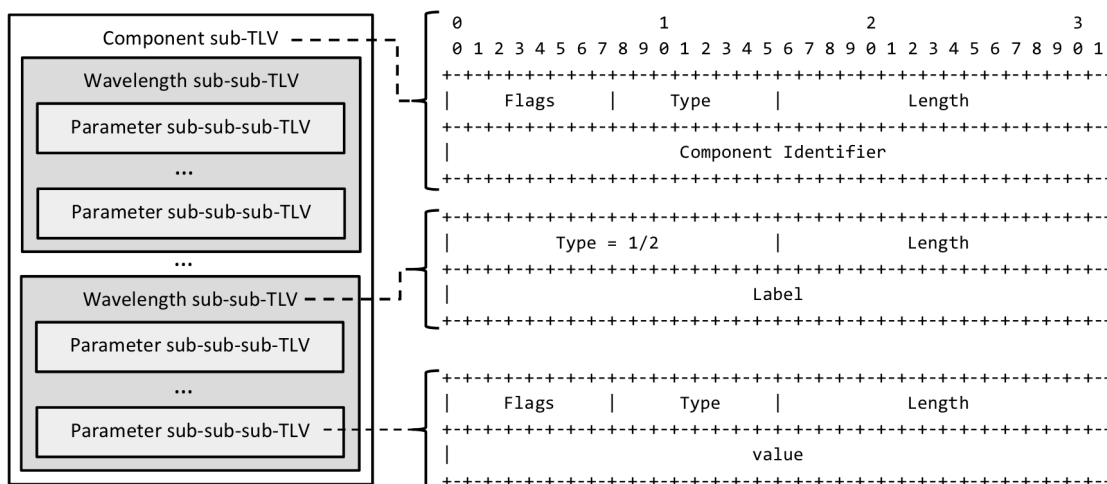 Component sub-TLV
Wavelength sub-sub-TLV
Parameter sub-sub-sub-TLV
...
Parameter sub-sub-sub-TLV
...
Wavelength sub-sub-TLV
Parameter sub-sub-sub-TLV
...
Parameter sub-sub-sub-TLV
0 1 2 3
0 1 2 3 4 5 6 7 8 9 0 1 2 3 4 5 6 7 8 9 0 1 2 3 4 5 6 7 8 9 0 1
+-+-+-+-+-+-+-+-+-+-+-+-+-+-+-+-+-+-+-+-+-+-+-+-+-+-+-+-+-+-+-+-
| Flags | Type | Length
+-+-+-+-+-+-+-+-+-+-+-+-+-+-+-+-+-+-+-+-+-+-+-+-+-+-+-+-+-+-+-+-
| Component Identifier
+-+-+-+-+-+-+-+-+-+-+-+-+-+-+-+-+-+-+-+-+-+-+-+-+-+-+-+-+-+-+-+-
+-+-+-+-+-+-+-+-+-+-+-+-+-+-+-+-+-+-+-+-+-+-+-+-+-+-+-+-+-+-+-+-
| Type = 1/2 | Length
+-+-+-+-+-+-+-+-+-+-+-+-+-+-+-+-+-+-+-+-+-+-+-+-+-+-+-+-+-+-+-+-
| Label
+-+-+-+-+-+-+-+-+-+-+-+-+-+-+-+-+-+-+-+-+-+-+-+-+-+-+-+-+-+-+-+-
+-+-+-+-+-+-+-+-+-+-+-+-+-+-+-+-+-+-+-+-+-+-+-+-+-+-+-+-+-+-+-+-
| Flags | Type | Length
+-+-+-+-+-+-+-+-+-+-+-+-+-+-+-+-+-+-+-+-+-+-+-+-+-+-+-+-+-+-+-+-
| value
+-+-+-+-+-+-+-+-+-+-+-+-+-+-+-+-+-+-+-+-+-+-+-+-+-+-+-+-+-+-+-+-